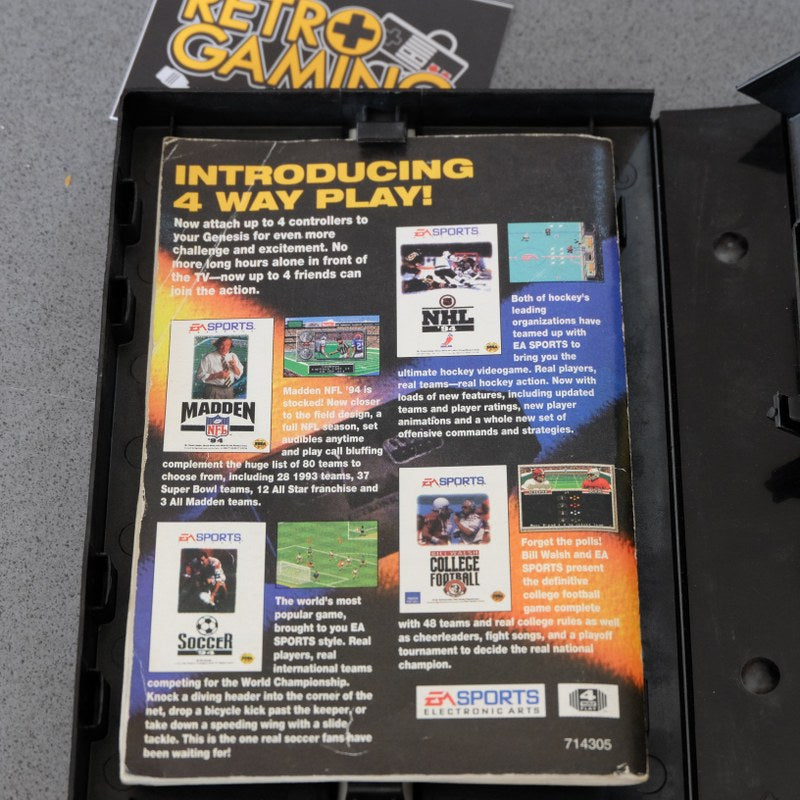 RETRO
GAMING
INTRODUCING
4 WAY PLAY!
Now attach up to 4 controllers to
your Genesis for even more
challenge and excitement. No
more long hours alone in front of
the TV—now up to 4 friends can
join the action.
EA SPORTS
MADDEN
NFL
'94
Madden NFL '94 is
stocked! New closer
to the field design, a
full NFL season, set
audibles anytime
and play call bluffing
complement the huge list of 80 teams to
choose from, including 28 1993 teams, 37
Super Bowl teams, 12 All Star franchise and
3 All Madden teams.
EA SPORTS
SOCCER
94
The world's most
popular game,
brought to you EA
SPORTS style. Real
players, real
international teams
competing for the World Championship.
Knock a diving header into the corner of the
net, drop a bicycle kick past the keeper, or
take down a speeding wing with a slide
tackle. This is the one real soccer fans have
been waiting for!
EA SPORTS
NHL
'94
Both of hockey's
leading
organizations have
teamed up with
EA SPORTS to
bring you the
ultimate hockey videogame. Real players,
real teams—real hockey action. Now with
loads of new features, including updated
teams and player ratings, new player
animations and a whole new set of
offensive commands and strategies.
EA SPORTS
BILL WALSH
COLLEGE
FOOTBALL
Forget the polls!
Bill Walsh and EA
SPORTS present
the definitive
college football
game complete
with 48 teams and real college rules as well
as cheerleaders, fight songs, and a playoff
tournament to decide the real national
champion.
EA SPORTS
ELECTRONIC ARTS
4
WAY
PLAY
714305